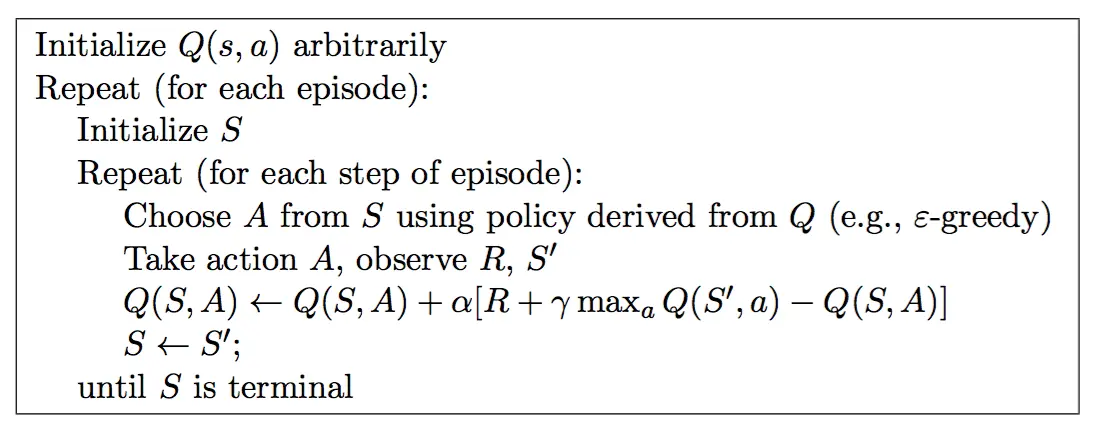 Initialize Q(s, a) arbitrarily
Repeat (for each episode):
Initialize S
Repeat (for each step of episode):
Choose A from S using policy derived from Q (e.g., ε-greedy)
Take action A, observe R, S′
Q(S, A) ← Q(S, A) + α[R + γ maxₐ Q(S′, a) − Q(S, A)]
S ← S′;
until S is terminal